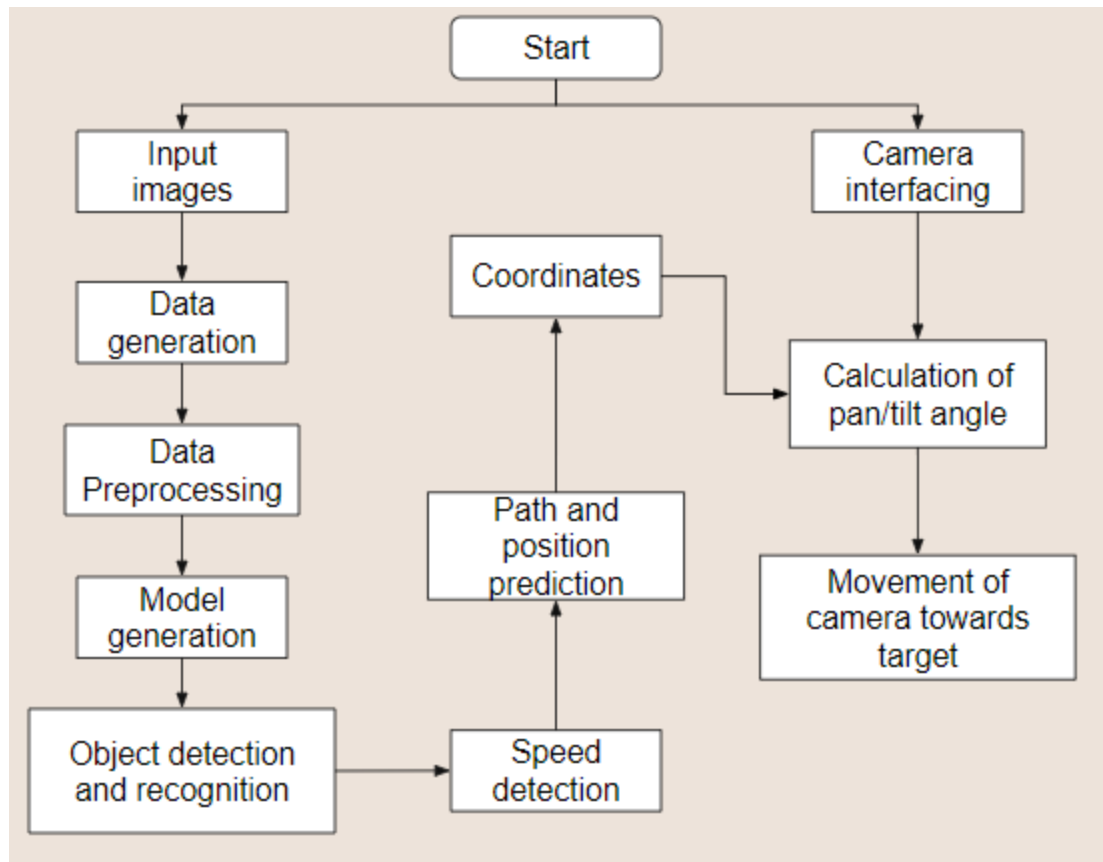 Start
Input
images
Data
generation
Data
Preprocessing
Model
generation
Object detection
and recognition
Speed
detection
Path and
position
prediction
Coordinates
Camera
interfacing
Calculation of
pan/tilt angle
Movement of
camera towards
target